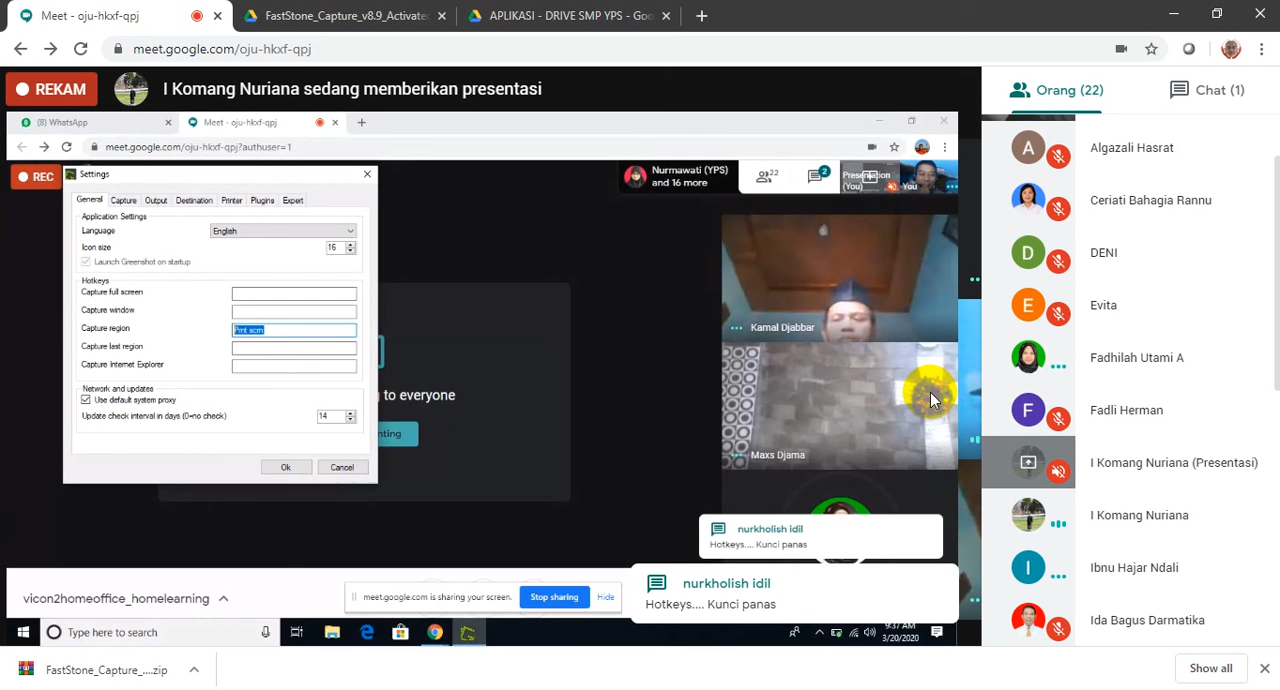 Meet - oju-hkxf-qpj
FastStone_Capture_v8.9_Activate
APLIKASI - DRIVE SMP YPS - Goo
meet.google.com/oju-hkxf-qpj
REKAM
I Komang Nuriana sedang memberikan presentasi
Orang (22)
Chat (1)
(8) WhatsApp
Meet - oju-hkxf-qpj
meet.google.com/oju-hkxf-qpj?authuser=1
REC
Nurmawati (YPS)
and 16 more
22
2
Presentation
(You)
You
Settings
General
Capture
Output
Destination
Printer
Plugins
Expert
Application Settings
Language
English
Icon size
16
Launch Greenshot on startup
Hotkeys
Capture full screen
Capture window
Capture region
Capture last region
Capture Internet Explorer
Network and updates
Use default system proxy
Update check interval in days (0=no check)
14
Ok
Cancel
to everyone
nting
Kamal Djabbar
Maxs Djama
nurkholish idil
Hotkeys.... Kunci panas
nurkholish idil
Hotkeys.... Kunci panas
vicon2homeoffice_homelearning
meet.google.com is sharing your screen.
Stop sharing
Hide
Type here to search
9:37 AM
3/20/2020
A
Algazali Hasrat
Ceriati Bahagia Rannu
D
DENI
E
Evita
Fadhilah Utami A
F
Fadli Herman
I Komang Nuriana (Presentasi)
I Komang Nuriana
I
Ibnu Hajar Ndali
Ida Bagus Darmatika
FastStone_Capture_....zip
Show all